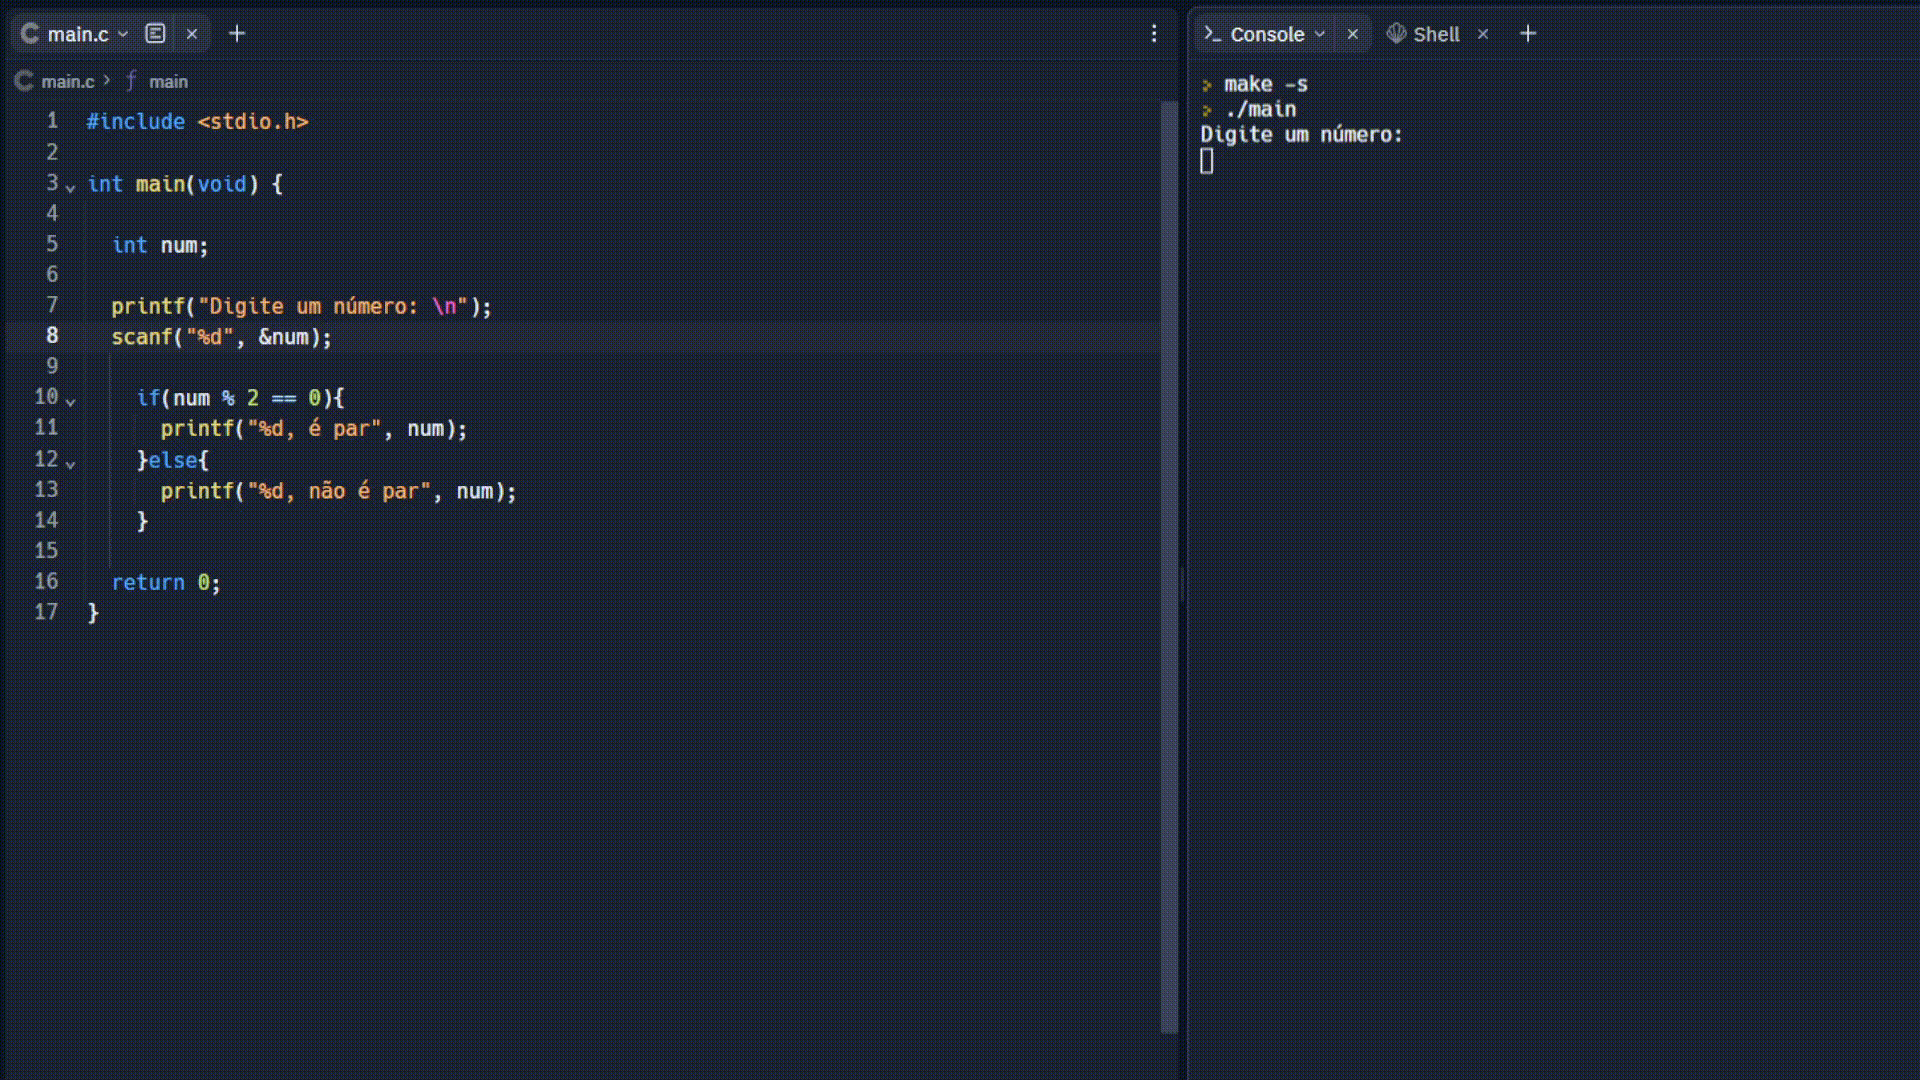 main.c
main.c > ƒ main
1 #include <stdio.h>
2
3 int main(void) {
4
5 int num;
6
7 printf("Digite um número: \n");
8 scanf("%d", &num);
9
10 if(num % 2 == 0){
11 printf("%d, é par", num);
12 }else{
13 printf("%d, não é par", num);
14 }
15
16 return 0;
17 }
Console
Shell
> make -s
> ./main
Digite um número: